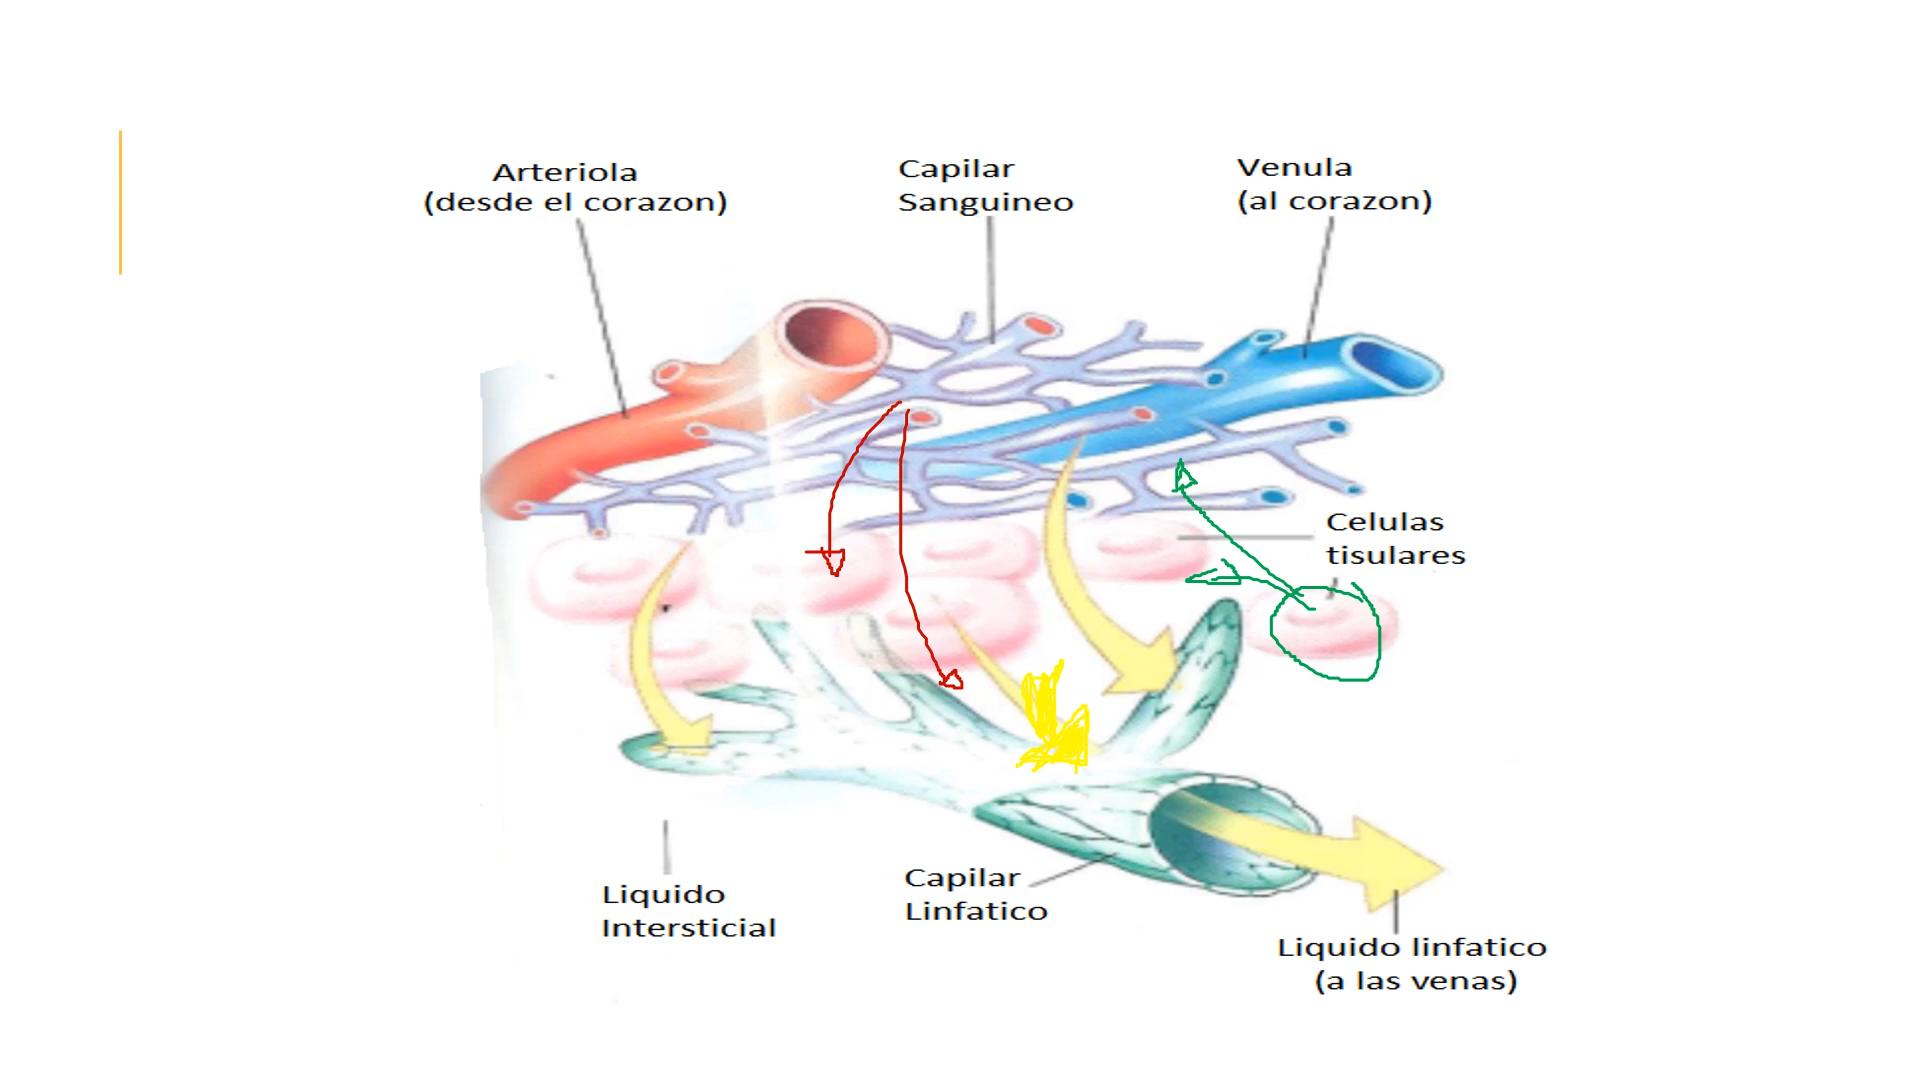 Arteriola
(desde el corazon)
Capilar
Sanguineo
Venula
(al corazon)
Celulas
tisulares
Liquido
Intersticial
Capilar
Linfatico
Liquido linfatico
(a las venas)